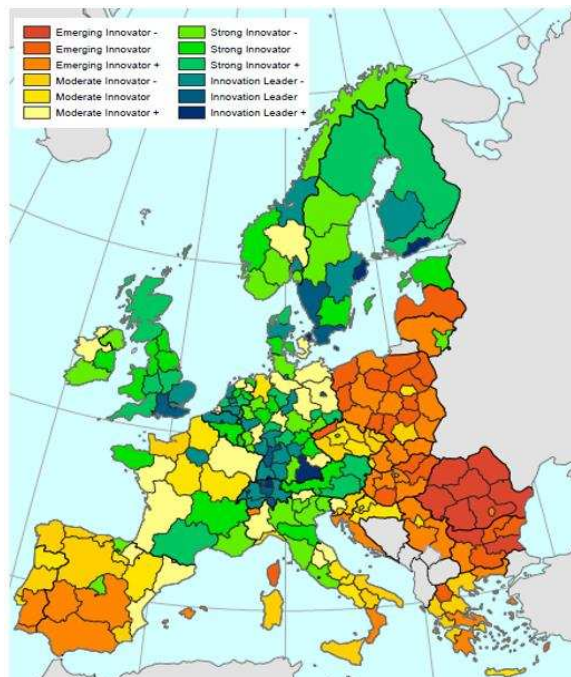 Emerging Innovator -
Emerging Innovator
Emerging Innovator +
Moderate Innovator -
Moderate Innovator
Moderate Innovator +
Strong Innovator -
Strong Innovator
Strong Innovator +
Innovation Leader -
Innovation Leader
Innovation Leader +